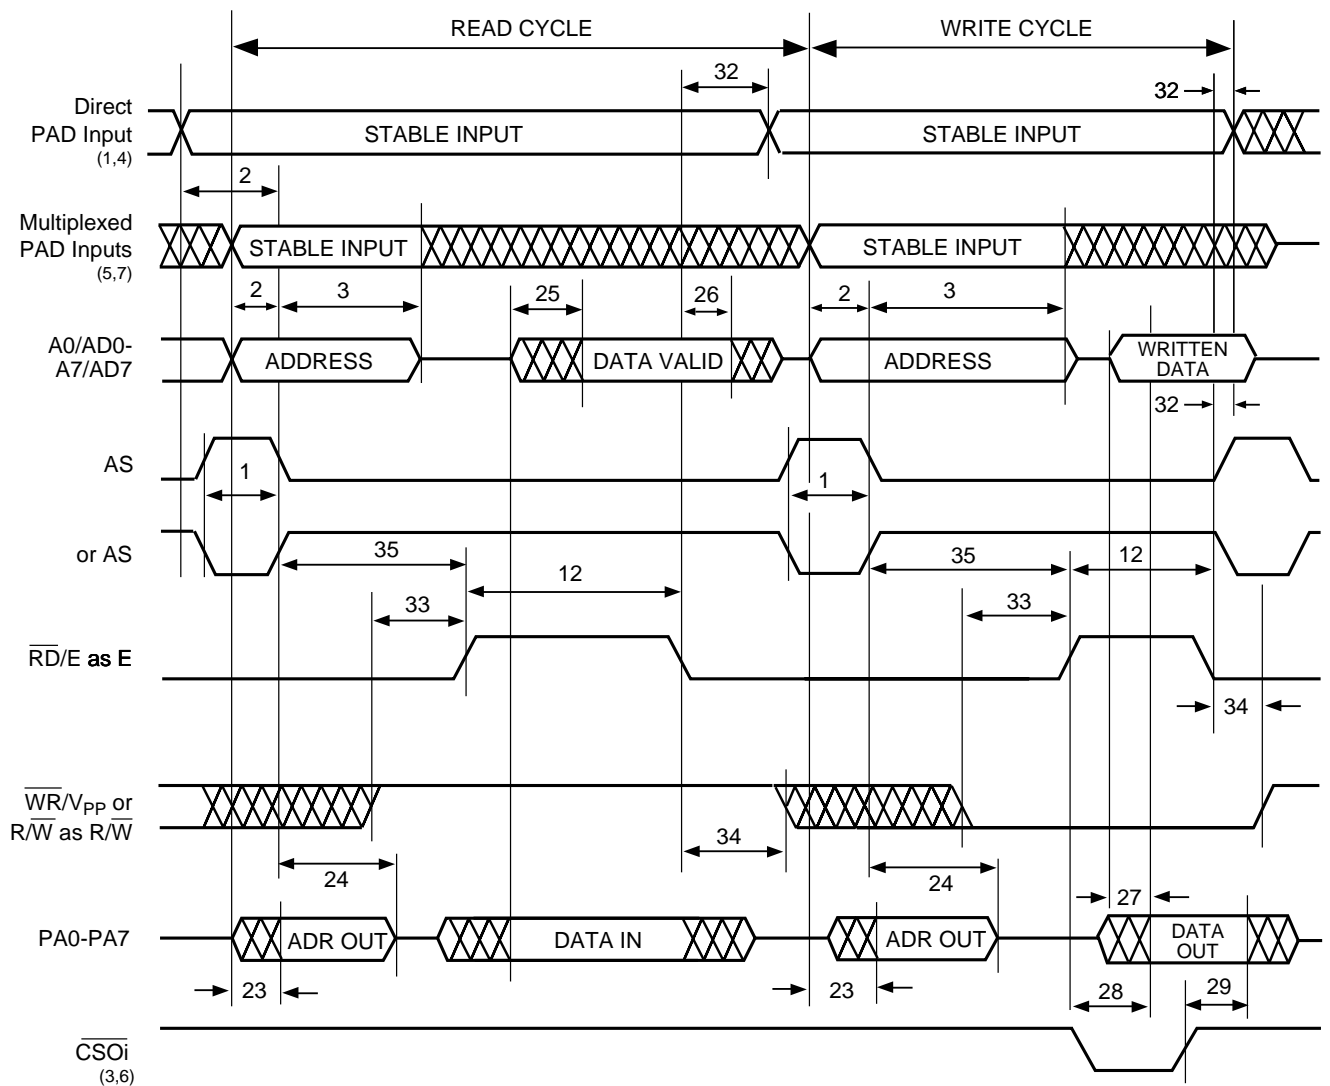 READ CYCLE WRITE CYCLE
32 32
Direct
PAD Input
(1,4)
STABLE INPUT STABLE INPUT
2
Multiplexed
PAD Inputs
(5,7)
STABLE INPUT STABLE INPUT
2 3 25 26 2 3
A0/AD0-
A7/AD7
ADDRESS DATA VALID ADDRESS WRITTEN
DATA
32
AS
1 1
or AS
35 12 35 12
33 33
RD/E as E
34
WR/VPP or
R/W as R/W
34
24 24
27
PA0-PA7
ADR OUT DATA IN ADR OUT DATA
OUT
23 23 28 29
CSOi
(3,6)